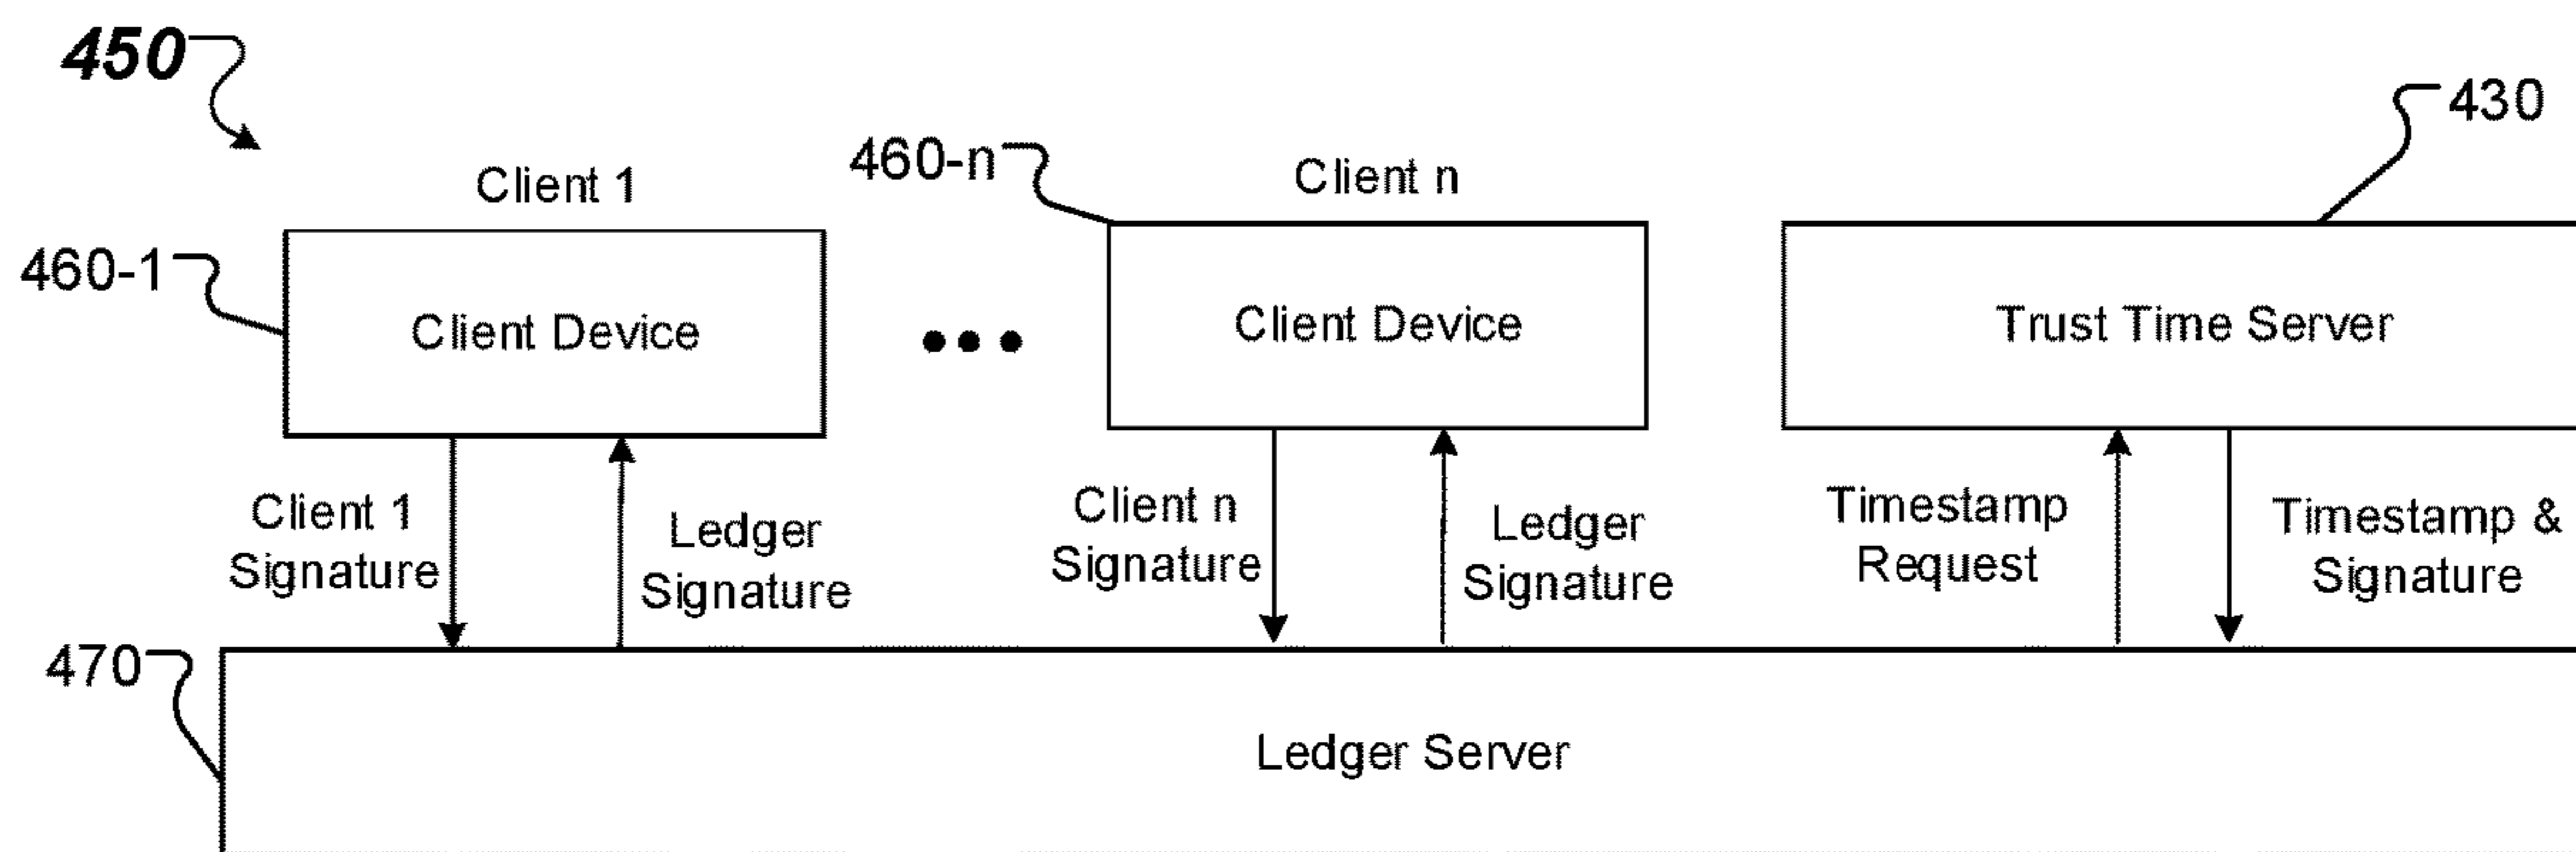 450
430
460-n
Client 1
Client n
460-1
Client Device
Client Device
Trust Time Server
Client 1
Signature
Ledger
Signature
Client n
Signature
Ledger
Signature
Timestamp
Request
Timestamp &
Signature
470
Ledger Server